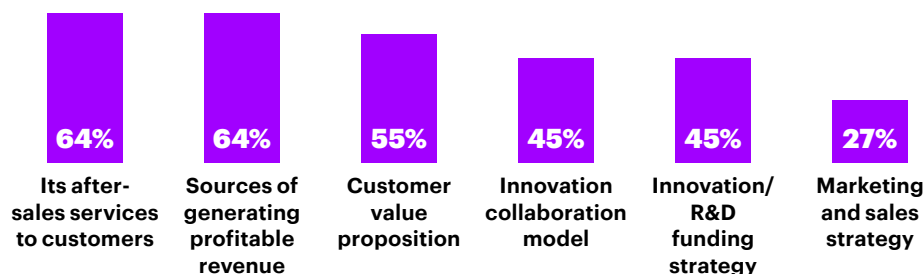 64%
64%
55%
45%
45%
27%
Its after-
sales services
to customers
Sources of
generating
profitable
revenue
Customer
value
proposition
Innovation
collaboration
model
Innovation/
R&D
funding
strategy
Marketing
and sales
strategy